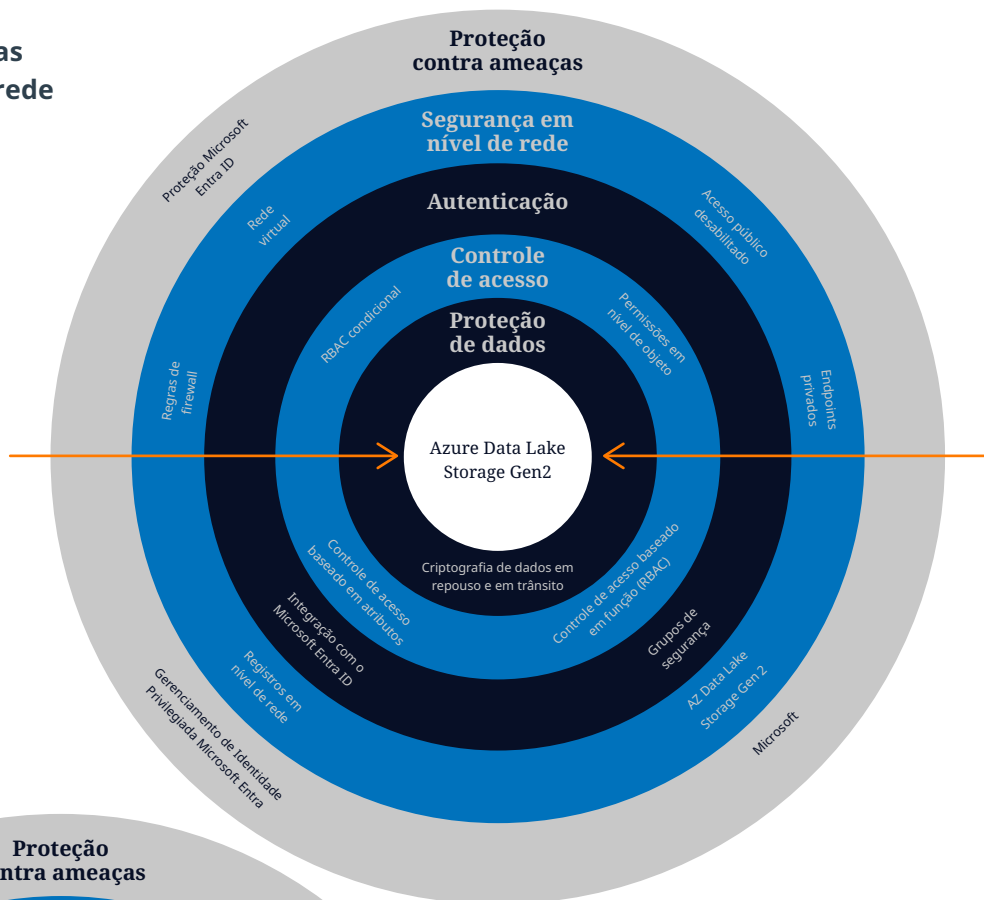 as
rede
Proteção
contra ameaças
Segurança em
nível de rede
Autenticação
Controle
de acesso
Proteção
de dados
Azure Data Lake
Storage Gen2
Criptografia de dados em
repouso e em trânsito
Proteção Microsoft
Entra ID
Rede
virtual
Acesso público
desabilitado
RBAC condicional
Permissões em
nível de objeto
Regras de
firewall
Endpoints
privados
Controle de acesso
baseado em atributos
Controle de acesso baseado
em função (RBAC)
Integração com o
Microsoft Entra ID
Grupos de
segurança
Registros em
nível de rede
AZ Data Lake
Storage Gen 2
Gerenciamento de Identidade
Privilegiada Microsoft Entra
Microsoft
Proteção
ntra ameaças